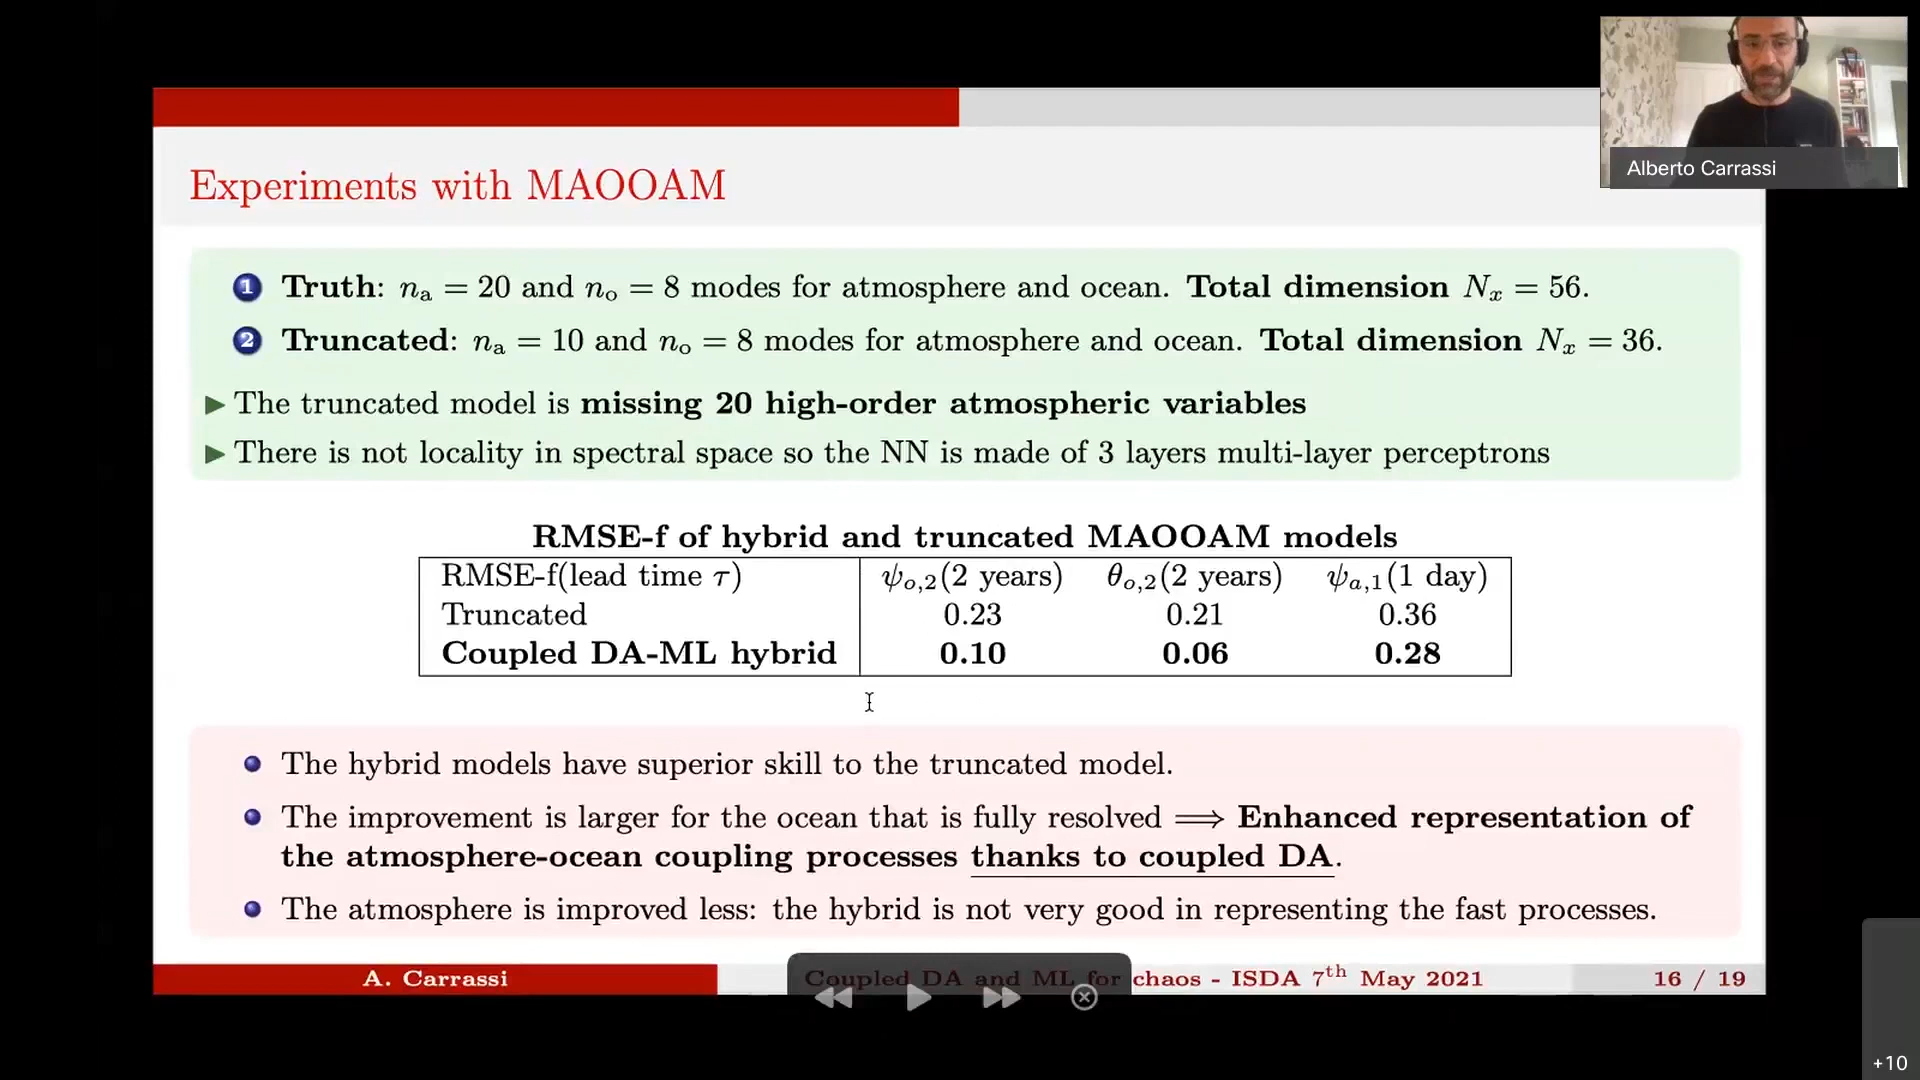 Alberto Carrassi
Experiments with MAOOAM
1 Truth: nₐ = 20 and nₒ = 8 modes for atmosphere and ocean. Total dimension Nₓ = 56.
2 Truncated: nₐ = 10 and nₒ = 8 modes for atmosphere and ocean. Total dimension Nₓ = 36.
▶ The truncated model is missing 20 high-order atmospheric variables
▶ There is not locality in spectral space so the NN is made of 3 layers multi-layer perceptrons
RMSE-f of hybrid and truncated MAOOAM models
RMSE-f(lead time τ) ψo,2(2 years) θo,2(2 years) ψa,1(1 day)
Truncated 0.23 0.21 0.36
Coupled DA-ML hybrid 0.10 0.06 0.28
The hybrid models have superior skill to the truncated model.
The improvement is larger for the ocean that is fully resolved ⟹ Enhanced representation of
the atmosphere-ocean coupling processes thanks to coupled DA.
The atmosphere is improved less: the hybrid is not very good in representing the fast processes.
A. Carrassi Coupled DA and ML for chaos - ISDA 7th May 2021 16 / 19
+10